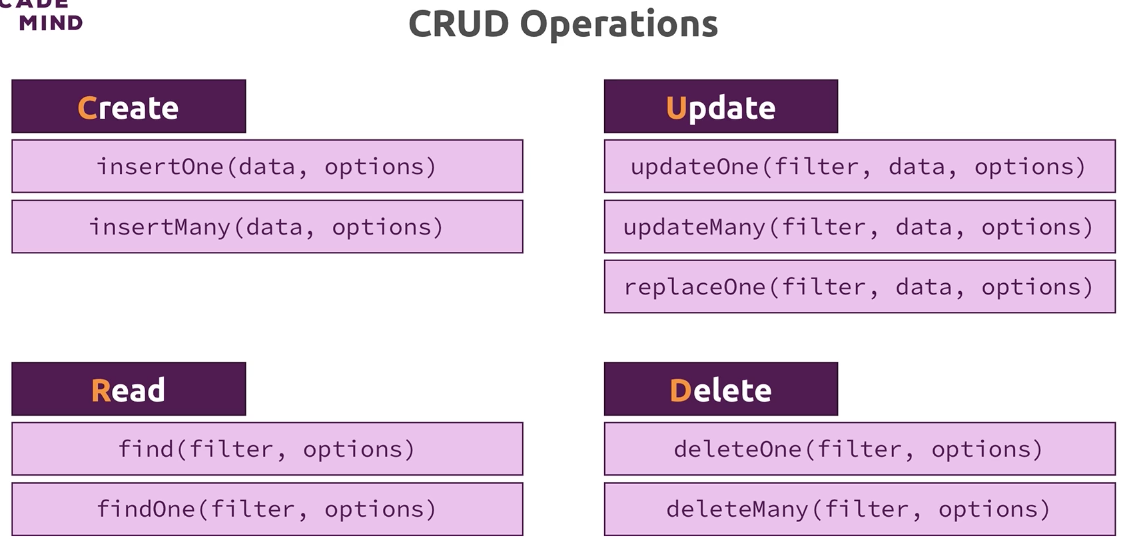 MIND
CRUD Operations
Create
insertOne(data, options)
insertMany(data, options)
Update
updateOne(filter, data, options)
updateMany(filter, data, options)
replaceOne(filter, data, options)
Read
find(filter, options)
findOne(filter, options)
Delete
deleteOne(filter, options)
deleteMany(filter, options)